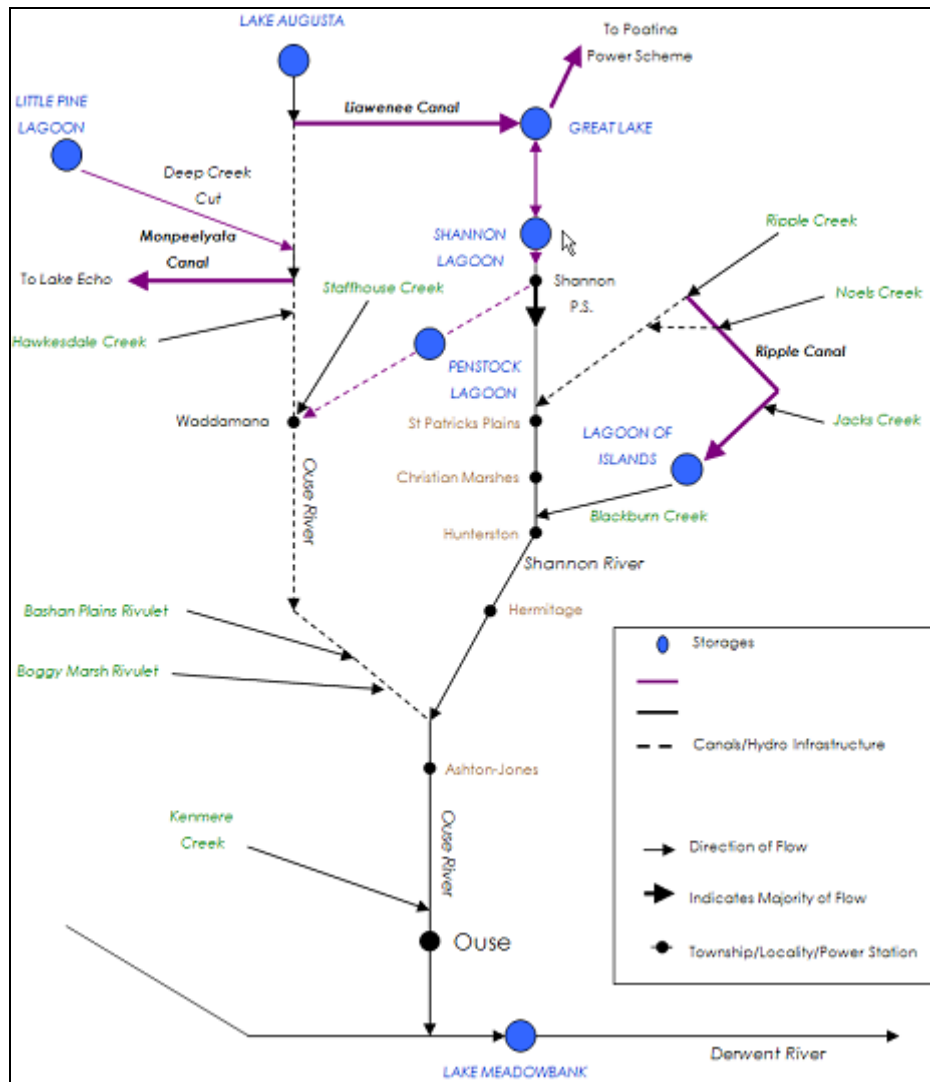 LAKE AUGUSTA
To Poatina
Power Scheme
LITTLE PINE
LAGOON
Liawenee Canal
GREAT LAKE
Deep Creek
Cut
Monpeelyata
Canal
SHANNON
LAGOON
Ripple Creek
To Lake Echo
Staffhouse Creek
Shannon
P.S.
Noels Creek
Hawkesdale Creek
PENSTOCK
LAGOON
Ripple Canal
Waddamana
St Patricks Plains
LAGOON OF
ISLANDS
Jacks Creek
Christian Marshes
Ouse River
Blackburn Creek
Hunterston
Shannon River
Bashan Plains Rivulet
Hermitage
Boggy Marsh Rivulet
Storages
Canals/Hydro Infrastructure
Ashton-Jones
Kenmere
Creek
Ouse River
Direction of Flow
Indicates Majority of Flow
Ouse
Township/Locality/Power Station
Derwent River
LAKE MEADOWBANK